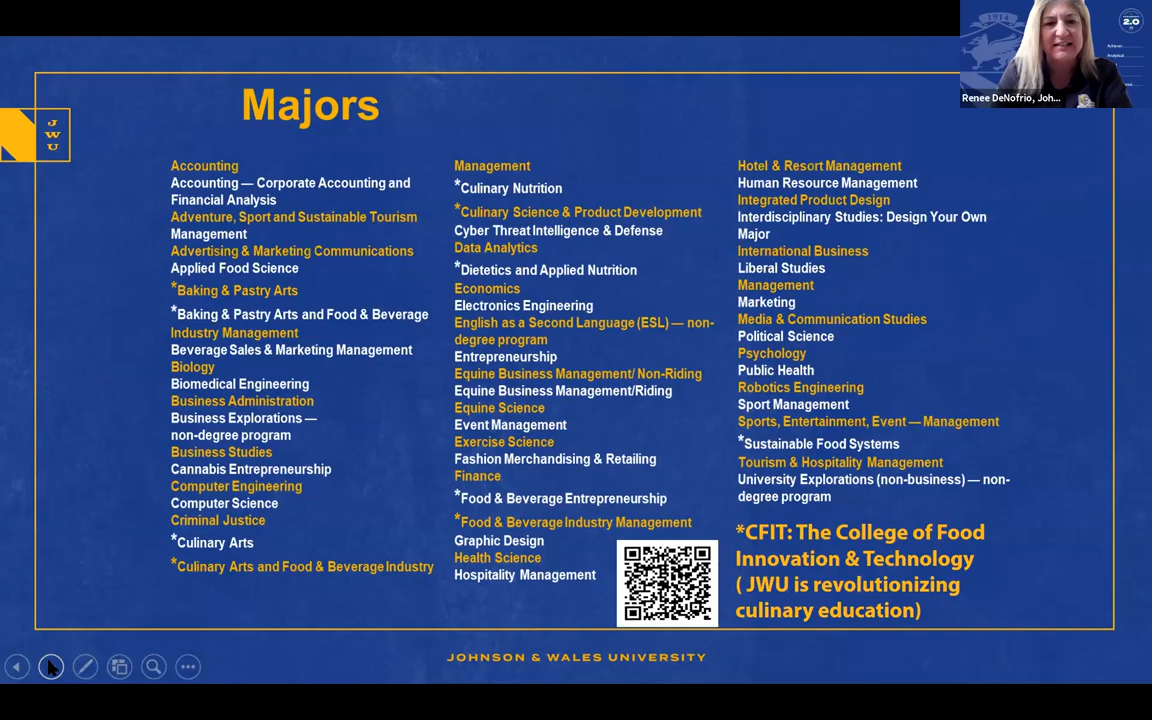 1914
2.0
Renee DeNofrio, Joh...
Majors
J
W
U
Accounting
Accounting — Corporate Accounting and
Financial Analysis
Adventure, Sport and Sustainable Tourism
Management
Advertising & Marketing Communications
Applied Food Science
*Baking & Pastry Arts
*Baking & Pastry Arts and Food & Beverage
Industry Management
Beverage Sales & Marketing Management
Biology
Biomedical Engineering
Business Administration
Business Explorations —
non-degree program
Business Studies
Cannabis Entrepreneurship
Computer Engineering
Computer Science
Criminal Justice
*Culinary Arts
*Culinary Arts and Food & Beverage Industry
Management
*Culinary Nutrition
*Culinary Science & Product Development
Cyber Threat Intelligence & Defense
Data Analytics
*Dietetics and Applied Nutrition
Economics
Electronics Engineering
English as a Second Language (ESL) — non-
degree program
Entrepreneurship
Equine Business Management/ Non-Riding
Equine Business Management/Riding
Equine Science
Event Management
Exercise Science
Fashion Merchandising & Retailing
Finance
*Food & Beverage Entrepreneurship
*Food & Beverage Industry Management
Graphic Design
Health Science
Hospitality Management
Hotel & Resort Management
Human Resource Management
Integrated Product Design
Interdisciplinary Studies: Design Your Own
Major
International Business
Liberal Studies
Management
Marketing
Media & Communication Studies
Political Science
Psychology
Public Health
Robotics Engineering
Sport Management
Sports, Entertainment, Event — Management
*Sustainable Food Systems
Tourism & Hospitality Management
University Explorations (non-business) — non-
degree program
*CFIT: The College of Food
Innovation & Technology
( JWU is revolutionizing
culinary education)
JOHNSON & WALES UNIVERSITY